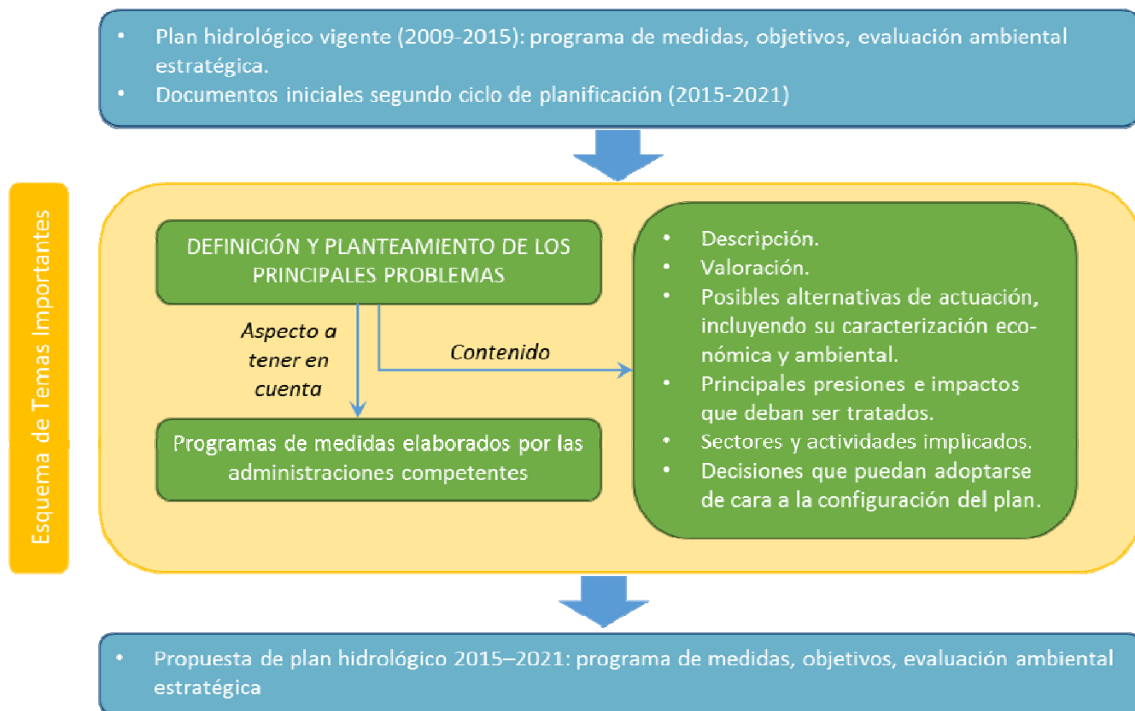 • Plan hidrológico vigente (2009-2015): programa de medidas, objetivos, evaluación ambiental
estratégica.
• Documentos iniciales segundo ciclo de planificación (2015-2021)
Esquema de Temas Importantes
DEFINICIÓN Y PLANTEAMIENTO DE LOS
PRINCIPALES PROBLEMAS
Aspecto a
tener en
cuenta
Contenido
Programas de medidas elaborados por las
administraciones competentes
• Descripción.
• Valoración.
• Posibles alternativas de actuación,
incluyendo su caracterización eco-
nómica y ambiental.
• Principales presiones e impactos
que deban ser tratados.
• Sectores y actividades implicados.
• Decisiones que puedan adoptarse
de cara a la configuración del plan.
• Propuesta de plan hidrológico 2015–2021: programa de medidas, objetivos, evaluación ambiental
estratégica